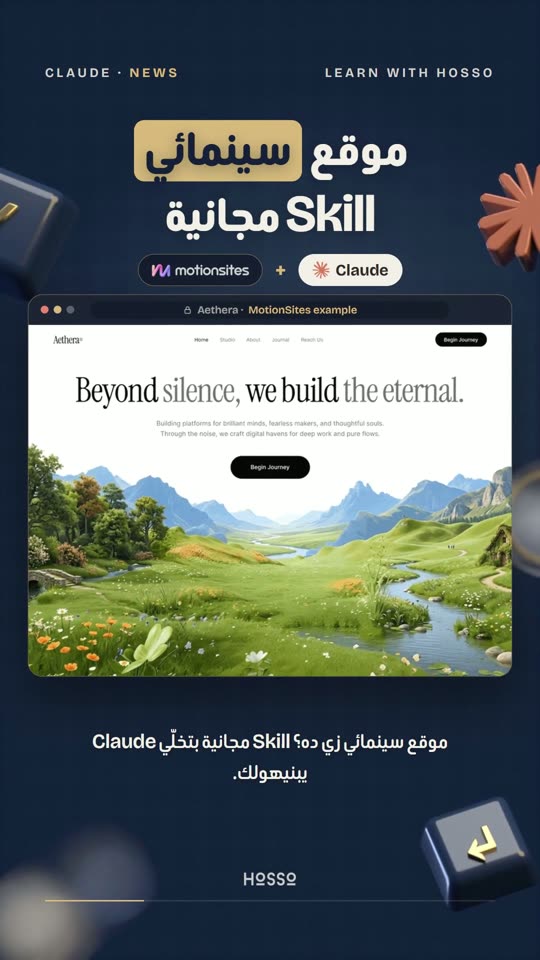 CLAUDE · NEWS
LEARN WITH HOSSO
موقع سينمائي
Skill مجانية
motionsites + Claude
Aethera · MotionSites example
Aethera®
Home Studio About Journal Reach Us
Begin Journey
Beyond silence, we build the eternal.
Building platforms for brilliant minds, fearless makers, and thoughtful souls.
Through the noise, we craft digital havens for deep work and pure flows.
Begin Journey
موقع سينمائي زي ده؟ Skill مجانية بتخلّي Claude
يبنيهولك.
HOSSO